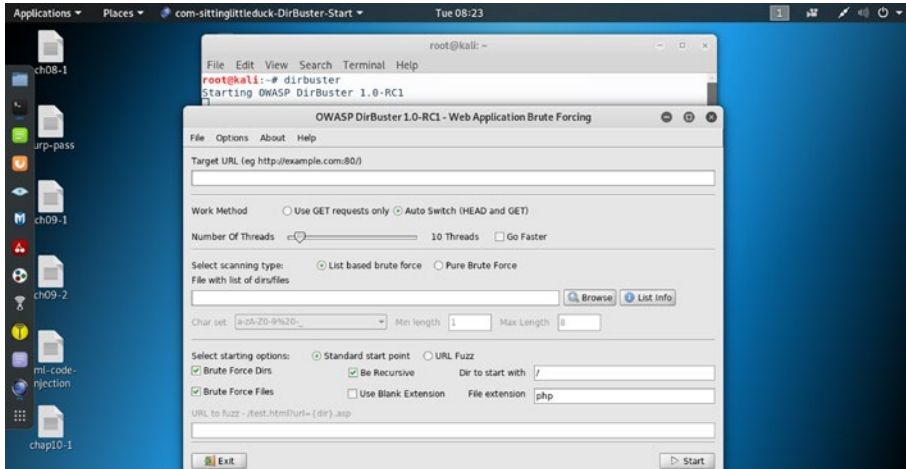 Applications Places com-sittinglittleduck-DirBuster-Start Tue 08:23 1
ch08-1
urp-pass
ch09-1
ch09-2
ml-code-
njection
chap10-1
root@kali: ~
File Edit View Search Terminal Help
root@kali:~# dirbuster
Starting OWASP DirBuster 1.0-RC1
OWASP DirBuster 1.0-RC1 - Web Application Brute Forcing
File Options About Help
Target URL (eg http://example.com:80/)
Work Method Use GET requests only Auto Switch (HEAD and GET)
Number Of Threads 10 Threads Go Faster
Select scanning type: List based brute force Pure Brute Force
File with list of dirs/files
Browse List Info
Char set a-zA-Z0-9%20-_ Min length 1 Max Length 8
Select starting options: Standard start point URL Fuzz
Brute Force Dirs Be Recursive Dir to start with /
Brute Force Files Use Blank Extension File extension php
URL to fuzz - /test.html?url={dir}.asp
Exit Start